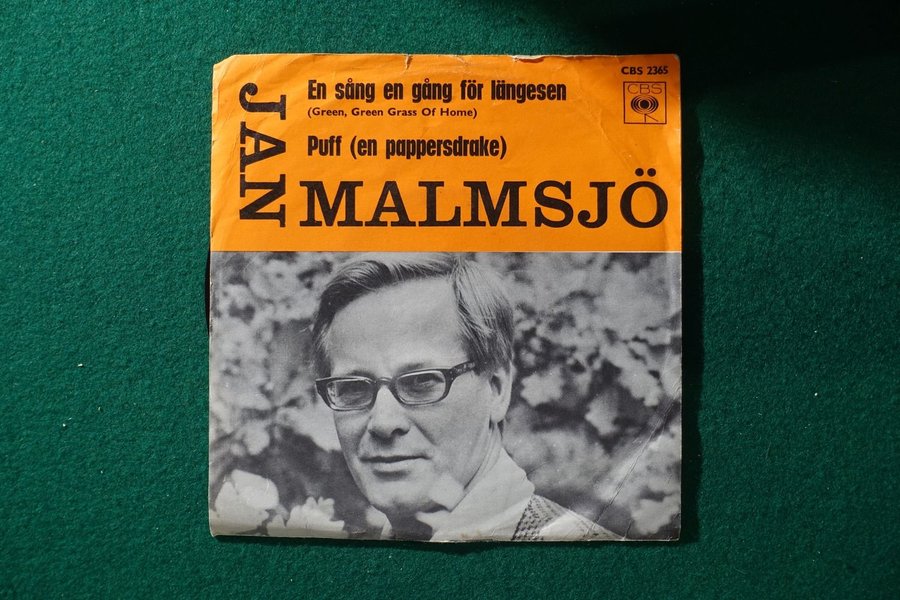 CBS 2365
CBS
En sång en gång för längesen
(Green, Green Grass Of Home)
Puff (en pappersdrake)
JAN
MALMSJÖ